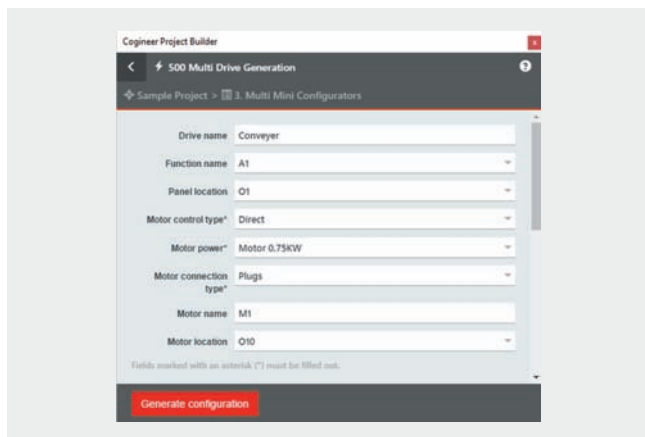 Cogineer Project Builder
x
500 Multi Drive Generation
?
Sample Project > 3. Multi Mini Configurators
Drive name Conveyer
Function name A1
Panel location O1
Motor control type* Direct
Motor power* Motor 0.75KW
Motor connection type* Plugs
Motor name M1
Motor location O10
Fields marked with an asterisk (*) must be filled out.
Generate configuration